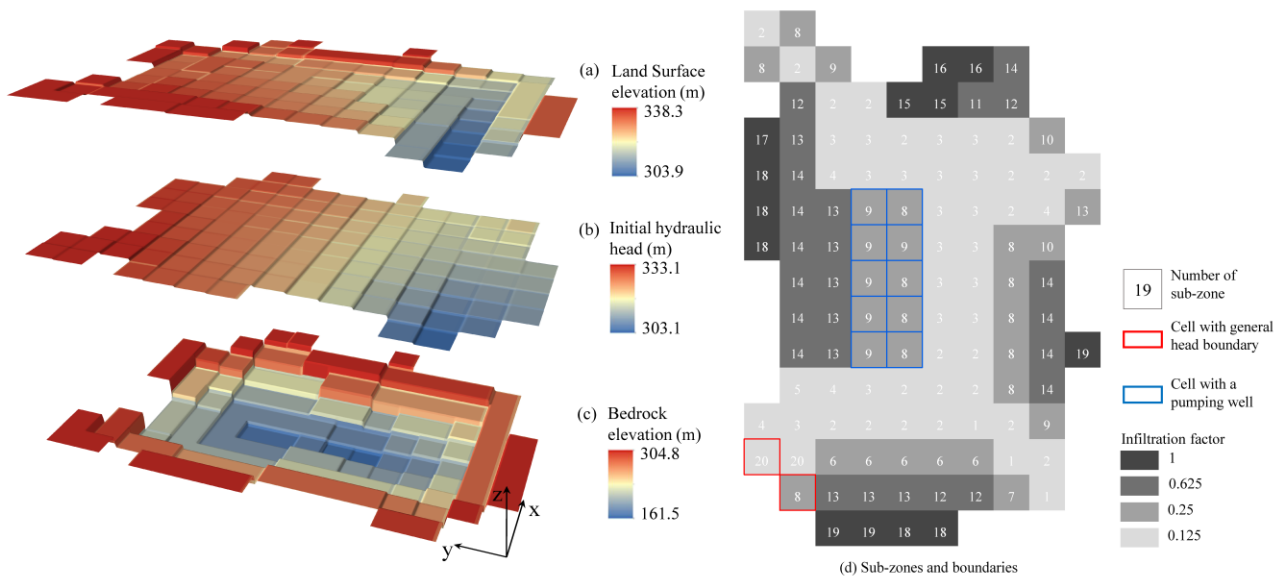 (a) Land Surface
elevation (m)
338.3
303.9
(b) Initial hydraulic
head (m)
333.1
303.1
(c) Bedrock
elevation (m)
304.8
161.5
z
x
y
2 8
8 2 9 16 16 14
12 2 2 15 15 11 12
17 13 3 3 2 3 3 2 10
18 14 4 3 3 3 3 2 2 2
18 14 13 9 8 3 3 2 4 13
18 14 13 9 9 3 3 8 10
14 13 9 8 3 3 8 14
14 13 9 8 3 3 8 14
14 13 9 8 2 2 8 14 19
5 4 3 2 2 2 8 14
4 3 2 2 2 2 1 2 9
20 20 6 6 6 6 6 1 2
8 13 13 13 12 12 7 1
19 19 18 18
(d) Sub-zones and boundaries
19
Number of
sub-zone
Cell with general
head boundary
Cell with a
pumping well
Infiltration factor
1
0.625
0.25
0.125